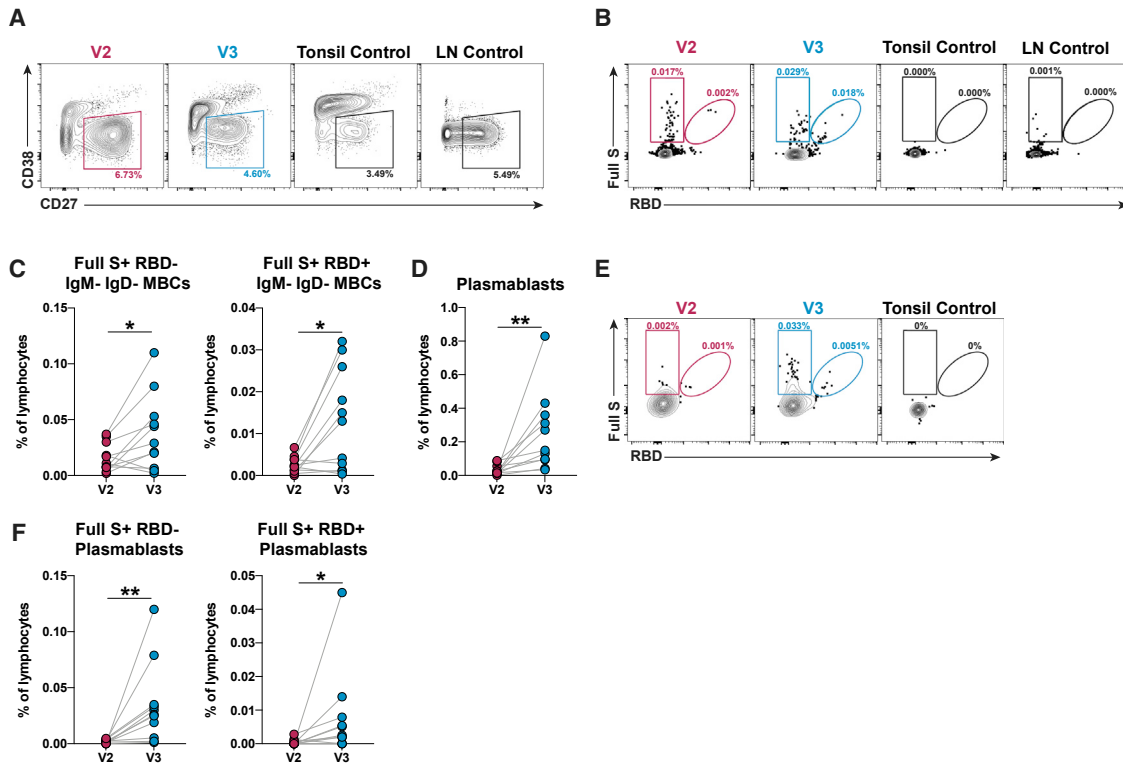 A
V2
V3
Tonsil Control
LN Control
CD38
6.73%
4.60%
3.49%
5.49%
CD27
B
V2
V3
Tonsil Control
LN Control
Full S
0.017%
0.002%
0.029%
0.018%
0.000%
0.000%
0.001%
0.000%
RBD
C
Full S+ RBD-
IgM- IgD- MBCs
% of lymphocytes
0.15
0.10
0.05
0.00
*
V2
V3
Full S+ RBD+
IgM- IgD- MBCs
% of lymphocytes
0.04
0.03
0.02
0.01
0.00
*
V2
V3
D
Plasmablasts
% of lymphocytes
1.0
0.8
0.6
0.4
0.2
0.0
**
V2
V3
E
V2
V3
Tonsil Control
Full S
0.002%
0.001%
0.033%
0.0051%
0%
0%
RBD
F
Full S+ RBD-
Plasmablasts
% of lymphocytes
0.15
0.10
0.05
0.00
**
V2
V3
Full S+ RBD+
Plasmablasts
% of lymphocytes
0.05
0.04
0.03
0.02
0.01
0.00
*
V2
V3